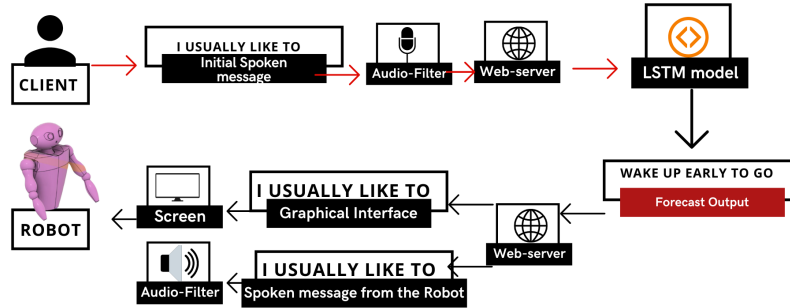 CLIENT
I USUALLY LIKE TO
Initial Spoken
message
Audio-Filter
Web-server
LSTM model
WAKE UP EARLY TO GO
Forecast Output
Web-server
I USUALLY LIKE TO
Graphical Interface
Screen
ROBOT
I USUALLY LIKE TO
Spoken message from the Robot
Audio-Filter